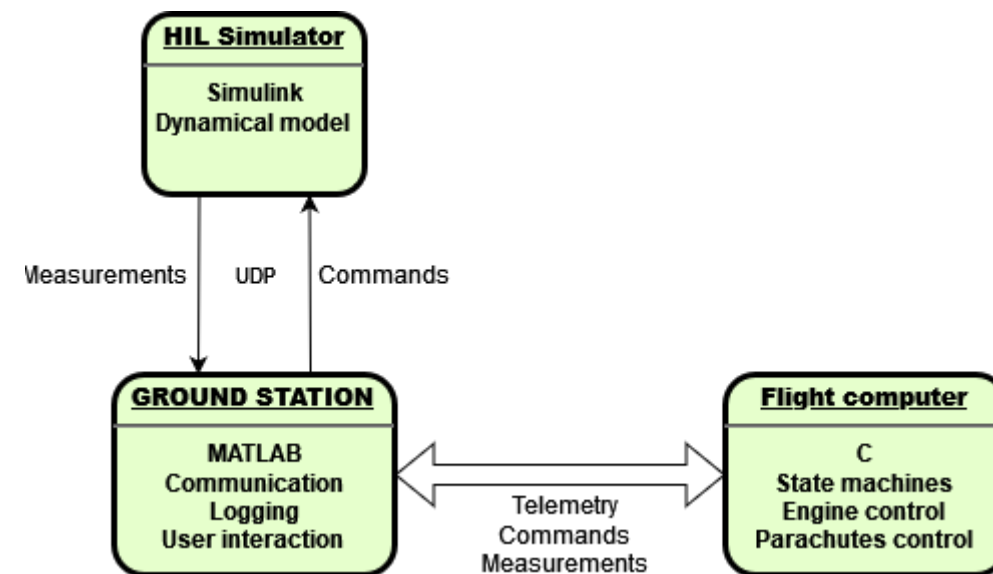 HIL Simulator
Simulink
Dynamical model
Measurements
UDP
Commands
GROUND STATION
MATLAB
Communication
Logging
User interaction
Telemetry
Commands
Measurements
Flight computer
C
State machines
Engine control
Parachutes control